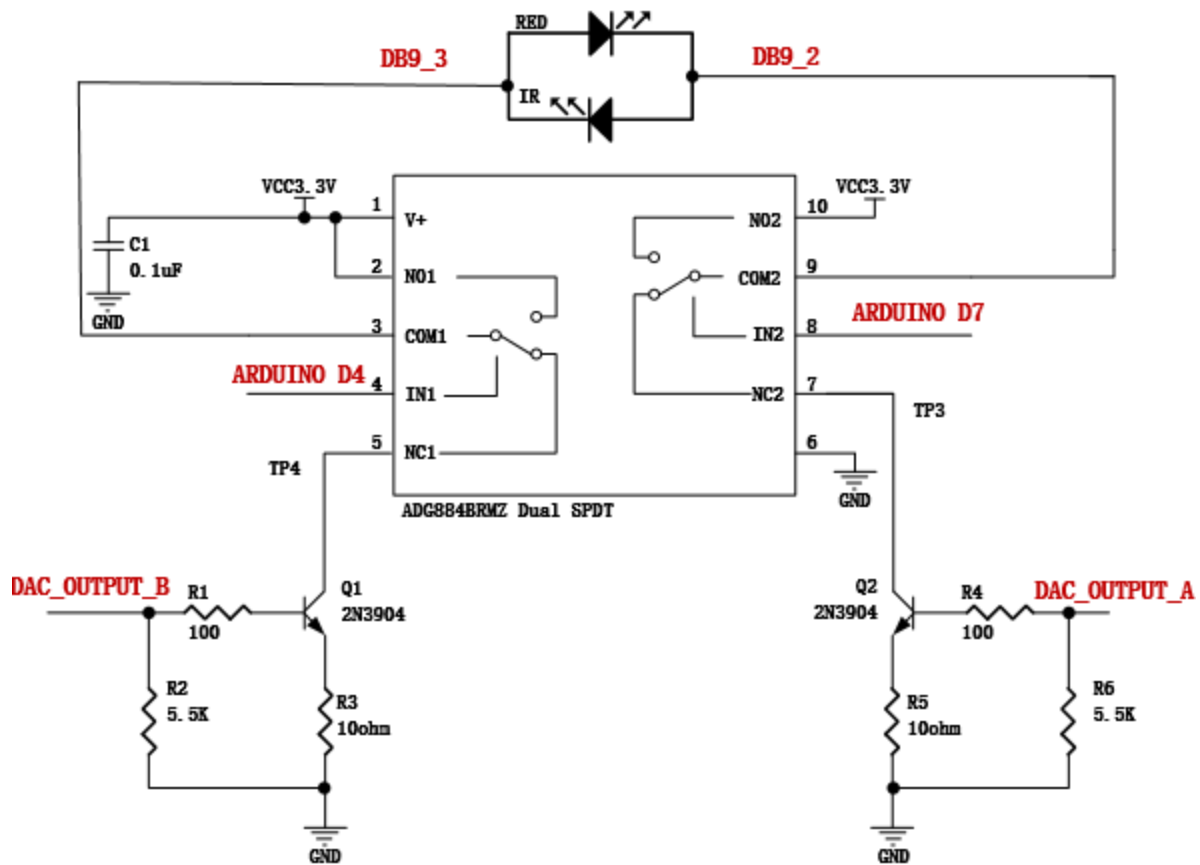 RED
DB9_3
DB9_2
IR
VCC3.3V
VCC3.3V
1
V+
NO2
10
C1
0.1uF
2
NO1
COM2
9
GND
3
COM1
IN2
8
ARDUINO D7
ARDUINO D4
4
IN1
NC2
7
TP3
5
NC1
6
TP4
GND
ADG884BRMZ Dual SPDT
DAC_OUTPUT_B
R1
100
Q1
2N3904
Q2
2N3904
R4
100
DAC_OUTPUT_A
R2
5.5K
R3
10ohm
R5
10ohm
R6
5.5K
GND
GND